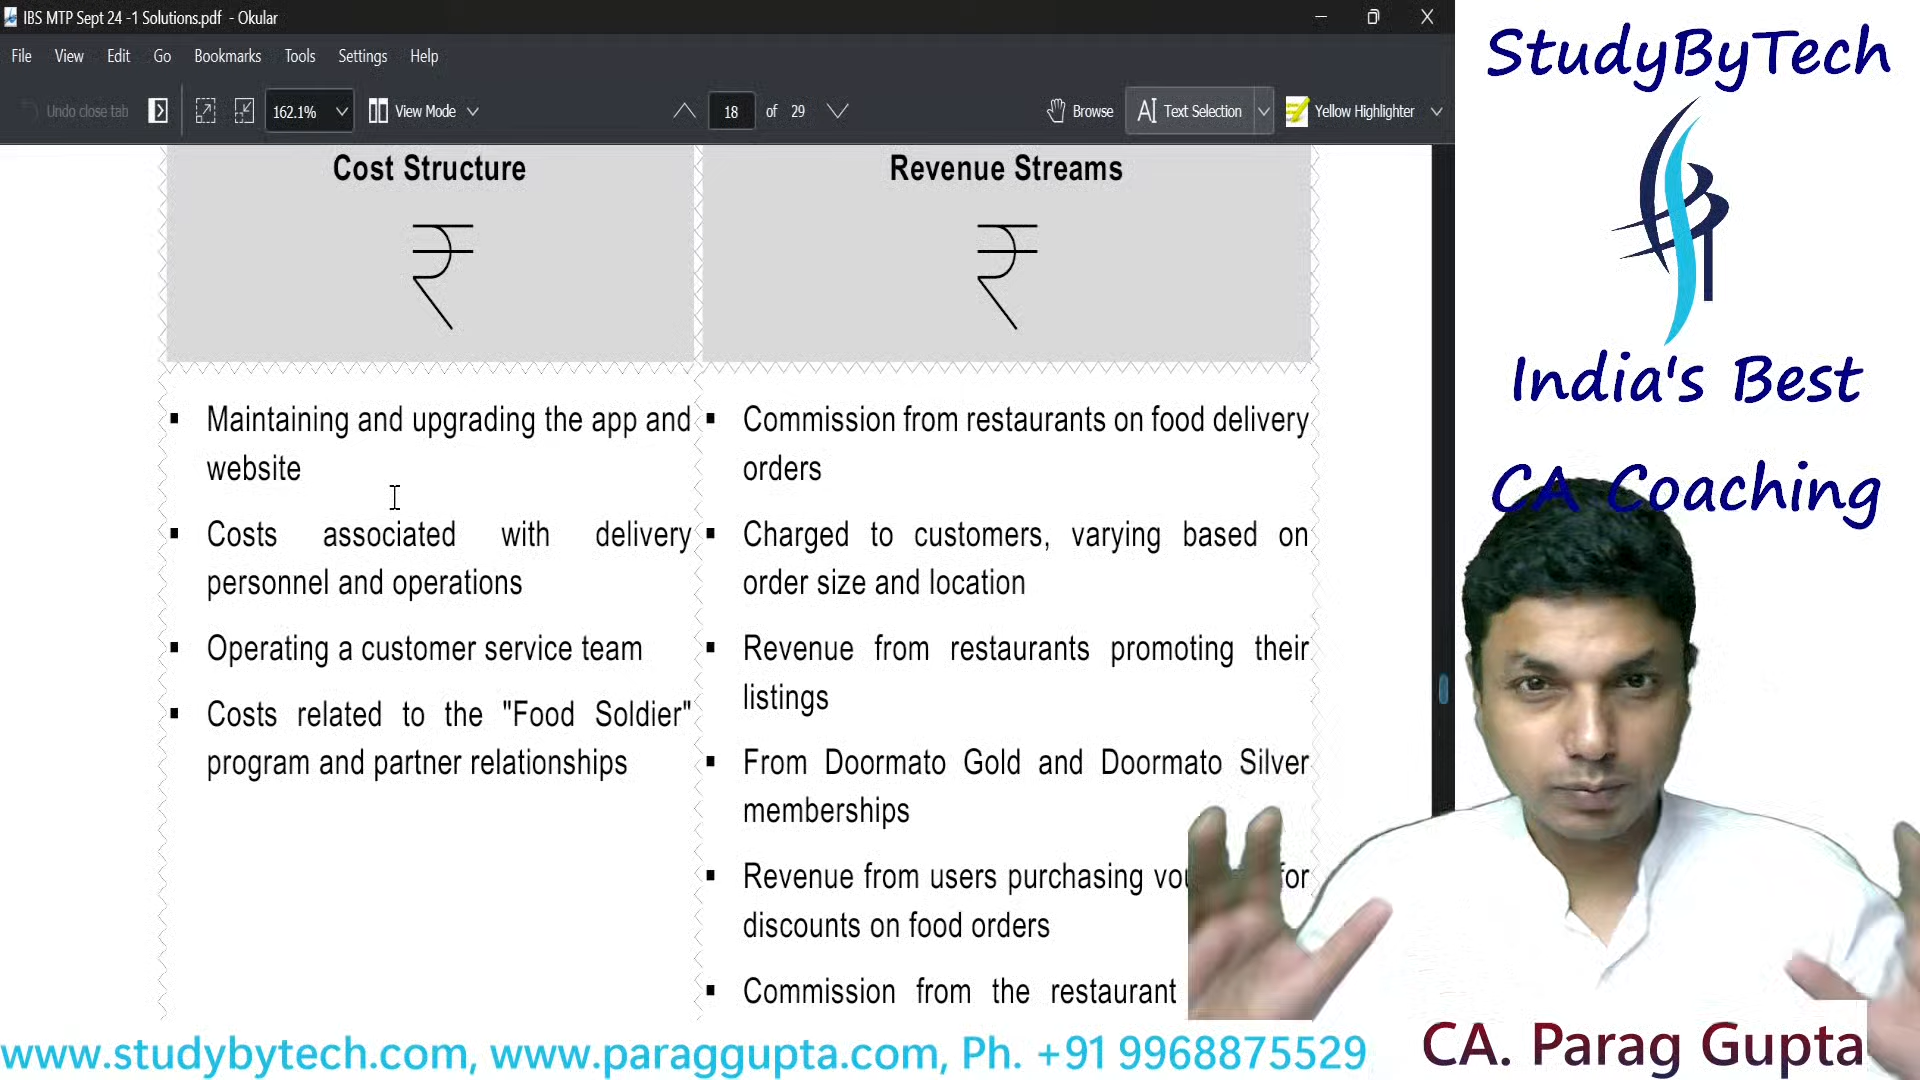 IBS MTP Sept 24 -1 Solutions.pdf - Okular
File View Edit Go Bookmarks Tools Settings Help
Undo close tab 162.1% View Mode 18 of 29 Browse Text Selection Yellow Highlighter
Cost Structure
₹
Maintaining and upgrading the app and
website
Costs associated with delivery
personnel and operations
Operating a customer service team
Costs related to the "Food Soldier"
program and partner relationships
Revenue Streams
₹
Commission from restaurants on food delivery
orders
Charged to customers, varying based on
order size and location
Revenue from restaurants promoting their
listings
From Doormato Gold and Doormato Silver
memberships
Revenue from users purchasing for
discounts on food orders
Commission from the restaurant
StudyByTech
India's Best
CA Coaching
www.studybytech.com, www.paraggupta.com, Ph. +91 9968875529
CA. Parag Gupta